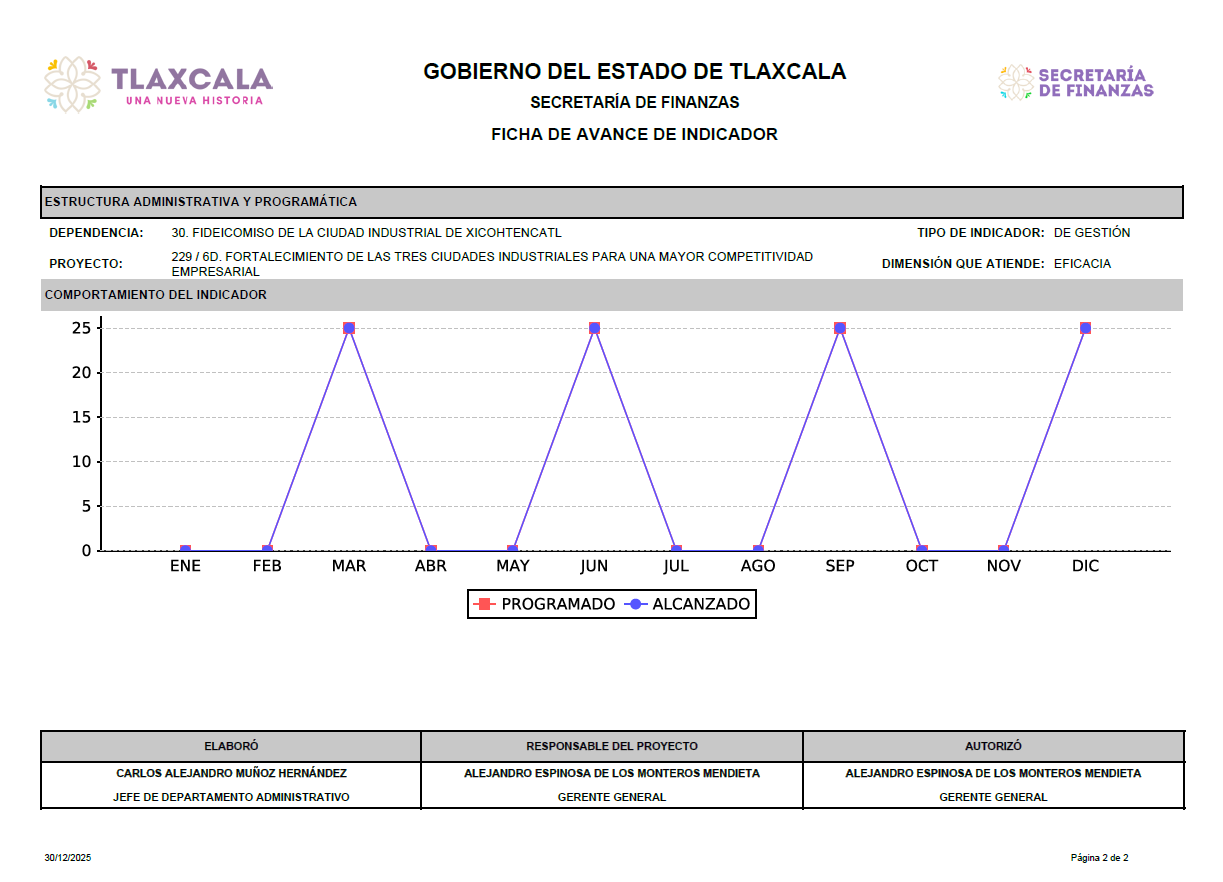 TLAXCALA
UNA NUEVA HISTORIA
GOBIERNO DEL ESTADO DE TLAXCALA
SECRETARÍA DE FINANZAS
FICHA DE AVANCE DE INDICADOR
SECRETARÍA
DE FINANZAS
ESTRUCTURA ADMINISTRATIVA Y PROGRAMÁTICA
DEPENDENCIA: 30. FIDEICOMISO DE LA CIUDAD INDUSTRIAL DE XICOHTENCATL TIPO DE INDICADOR: DE GESTIÓN
PROYECTO: 229 / 6D. FORTALECIMIENTO DE LAS TRES CIUDADES INDUSTRIALES PARA UNA MAYOR COMPETITIVIDAD
EMPRESARIAL DIMENSIÓN QUE ATIENDE: EFICACIA
COMPORTAMIENTO DEL INDICADOR
25
20
15
10
5
0
ENE FEB MAR ABR MAY JUN JUL AGO SEP OCT NOV DIC
PROGRAMADO ALCANZADO
ELABORÓ RESPONSABLE DEL PROYECTO AUTORIZÓ
CARLOS ALEJANDRO MUÑOZ HERNÁNDEZ ALEJANDRO ESPINOSA DE LOS MONTEROS MENDIETA ALEJANDRO ESPINOSA DE LOS MONTEROS MENDIETA
JEFE DE DEPARTAMENTO ADMINISTRATIVO GERENTE GENERAL GERENTE GENERAL
30/12/2025 Página 2 de 2